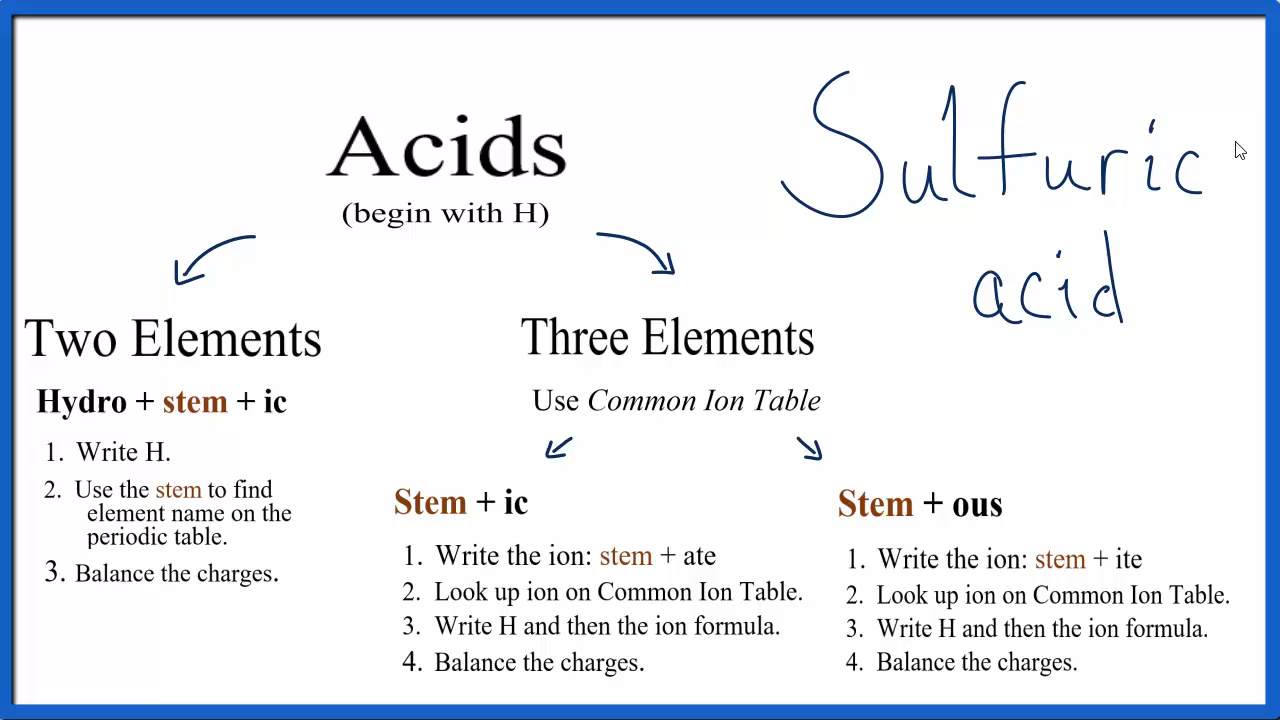 Acids
(begin with H)
Sulfuric
acid
Two Elements
Hydro + stem + ic
1. Write H.
2. Use the stem to find
element name on the
periodic table.
3. Balance the charges.
Three Elements
Use Common Ion Table
Stem + ic
1. Write the ion: stem + ate
2. Look up ion on Common Ion Table.
3. Write H and then the ion formula.
4. Balance the charges.
Stem + ous
1. Write the ion: stem + ite
2. Look up ion on Common Ion Table.
3. Write H and then the ion formula.
4. Balance the charges.